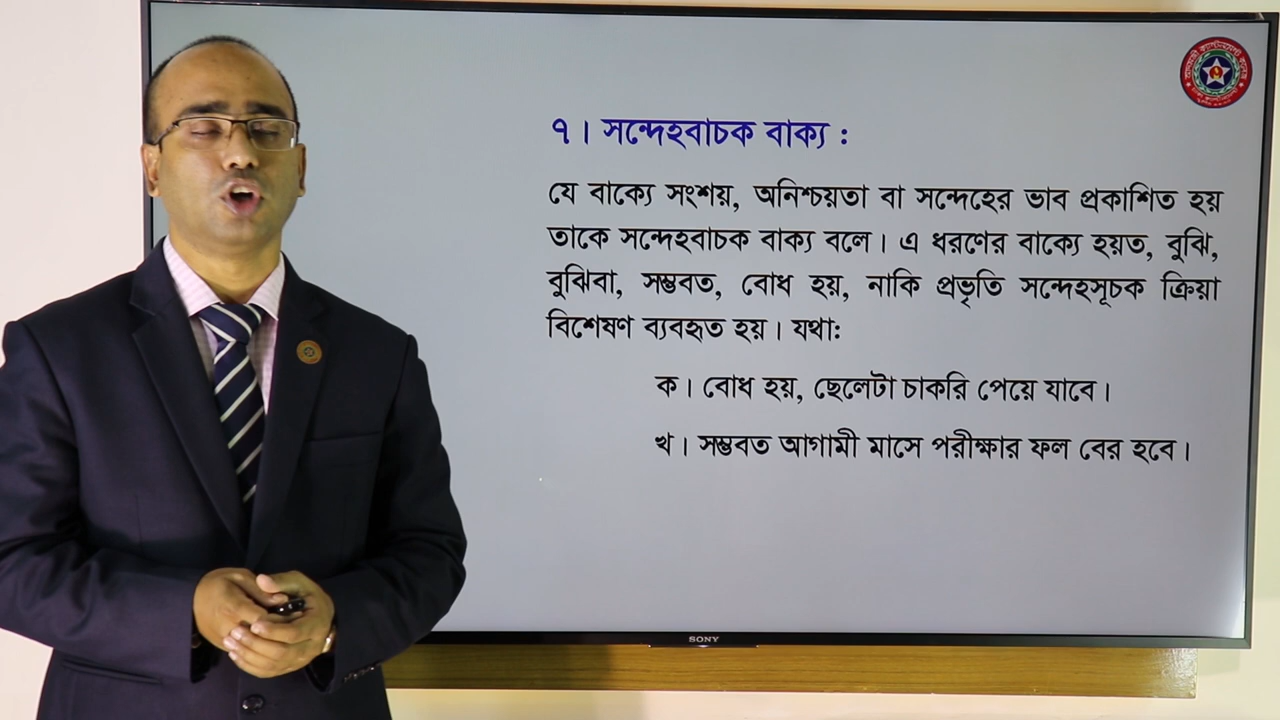 ৭। সন্দেহবাচক বাক্য :
যে বাক্যে সংশয়, অনিশ্চয়তা বা সন্দেহের ভাব প্রকাশিত হয়
তাকে সন্দেহবাচক বাক্য বলে। এ ধরণের বাক্যে হয়ত, বুঝি,
বুঝিবা, সম্ভবত, বোধ হয়, নাকি প্রভৃতি সন্দেহসূচক ক্রিয়া
বিশেষণ ব্যবহৃত হয়। যথা:
ক। বোধ হয়, ছেলেটা চাকরি পেয়ে যাবে।
খ। সম্ভবত আগামী মাসে পরীক্ষার ফল বের হবে।
SONY